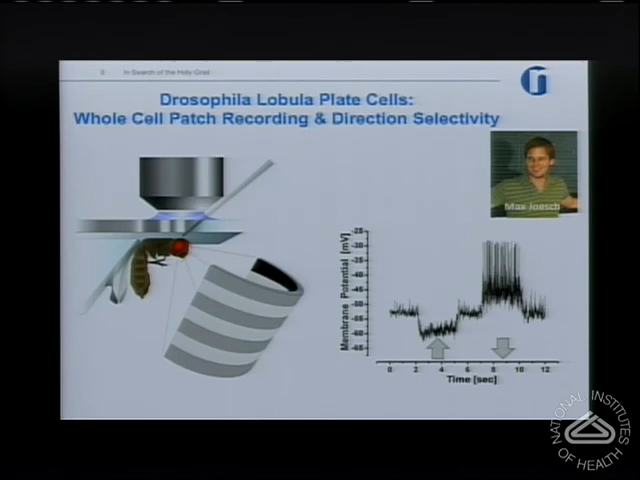 In Search of the Holy Grail
Drosophila Lobula Plate Cells:
Whole Cell Patch Recording & Direction Selectivity
Max Joesch
Membrane Potential [mV]
-25
-30
-35
-40
-45
-50
-55
-60
-65
0 2 4 6 8 10 12
Time [sec]
NATIONAL INSTITUTES
OF HEALTH